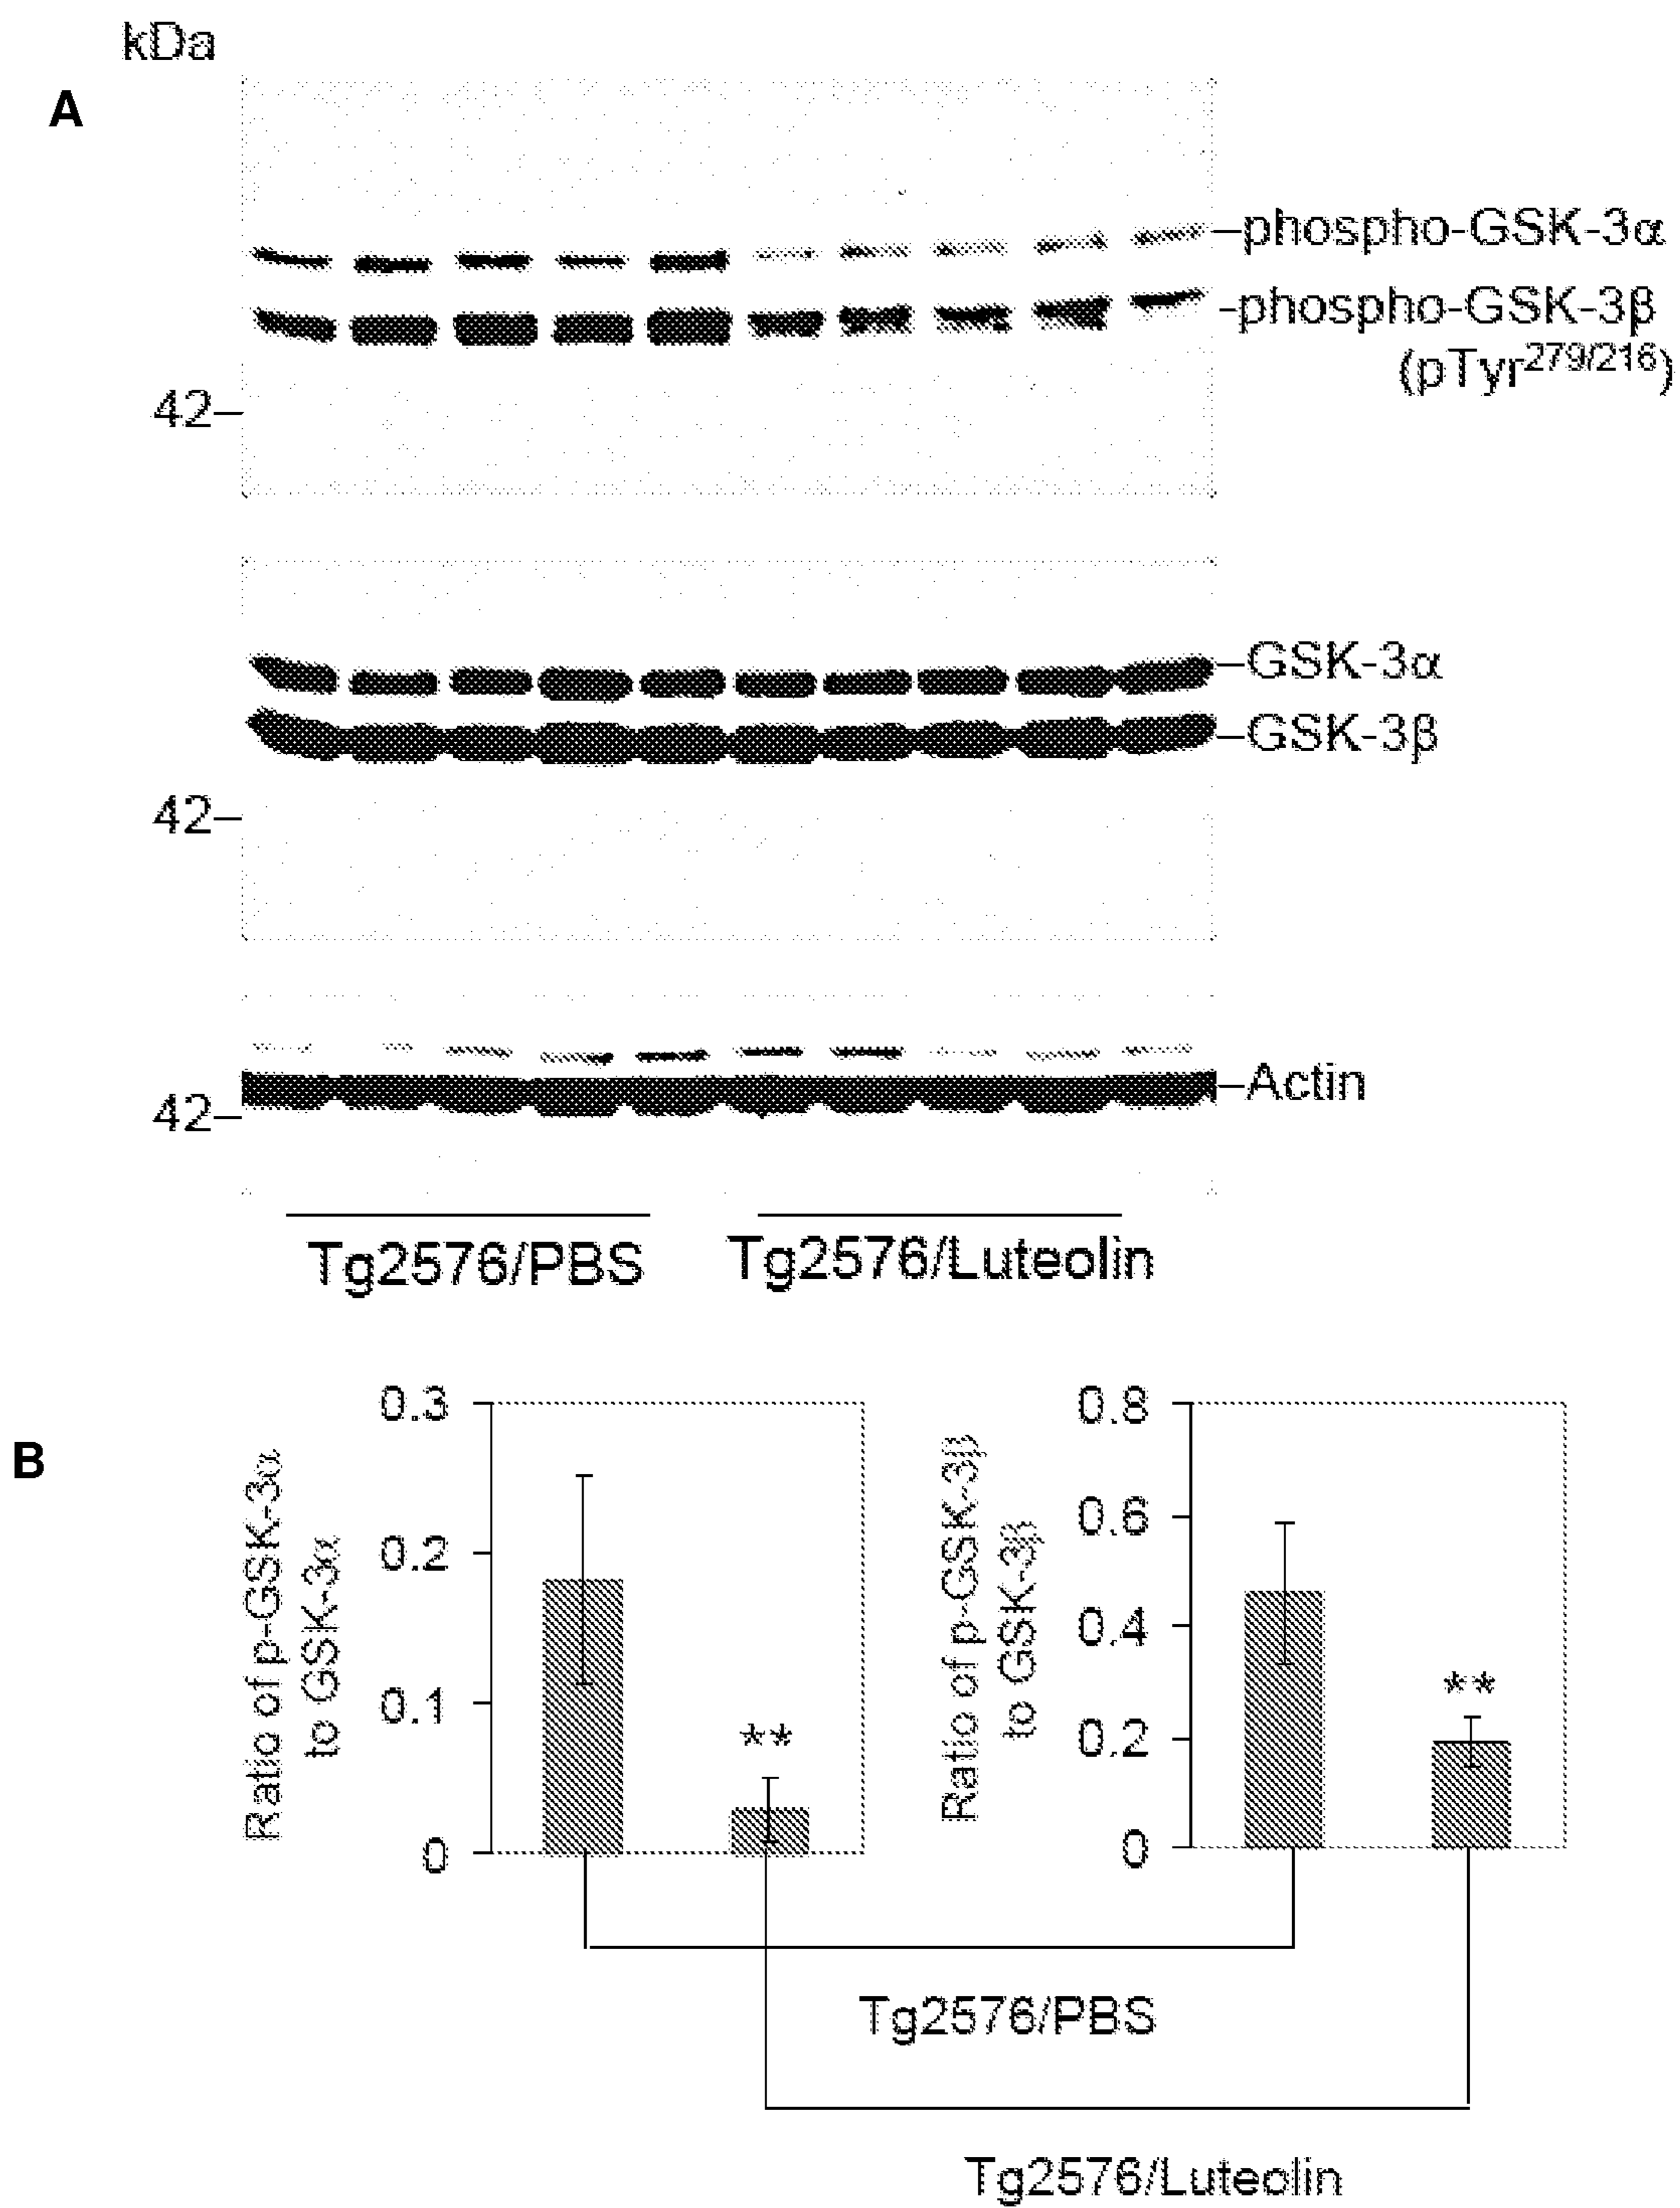 kDa
A
–phospho-GSK-3α
-phospho-GSK-3β
(pTyr279/216)
42–
–GSK-3α
–GSK-3β
42–
–Actin
42–
Tg2576/PBS
Tg2576/Luteolin
B
Ratio of p-GSK-3α
to GSK-3α
0.3
0.2
0.1
0
**
Ratio of p-GSK-3β
to GSK-3β
0.8
0.6
0.4
0.2
0
**
Tg2576/PBS
Tg2576/Luteolin